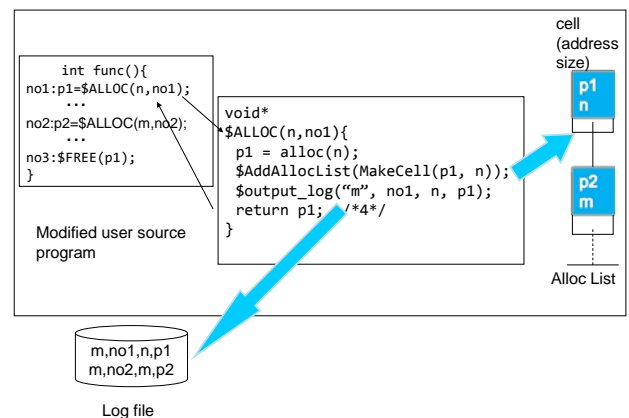 int func(){
no1:p1=$ALLOC(n,no1);
...
no2:p2=$ALLOC(m,no2);
...
no3:$FREE(p1);
}
Modified user source
program
void*
$ALLOC(n,no1){
p1 = alloc(n);
$AddAllocList(MakeCell(p1, n));
$output_log(“m”, no1, n, p1);
return p1; /*4*/
}
cell
(address
size)
p1
n
p2
m
Alloc List
m,no1,n,p1
m,no2,m,p2
Log file